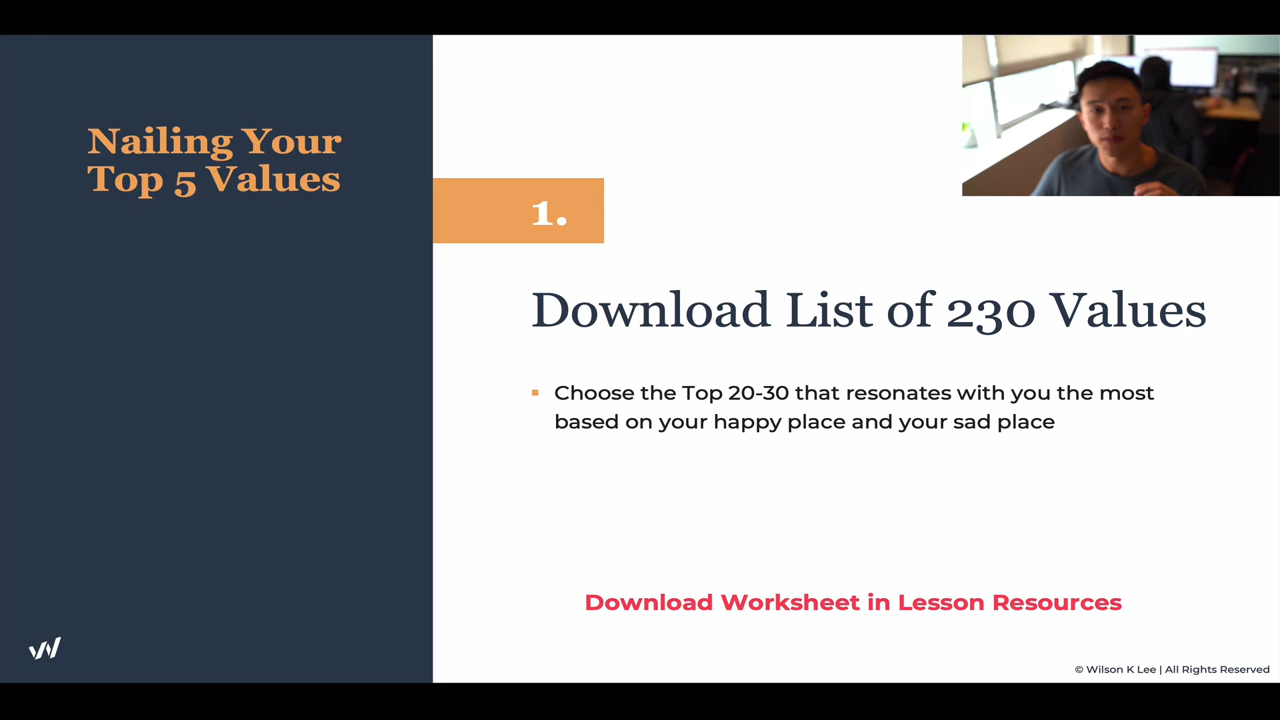 Nailing Your
Top 5 Values
1.
Download List of 230 Values
Choose the Top 20-30 that resonates with you the most
based on your happy place and your sad place
Download Worksheet in Lesson Resources
© Wilson K Lee | All Rights Reserved